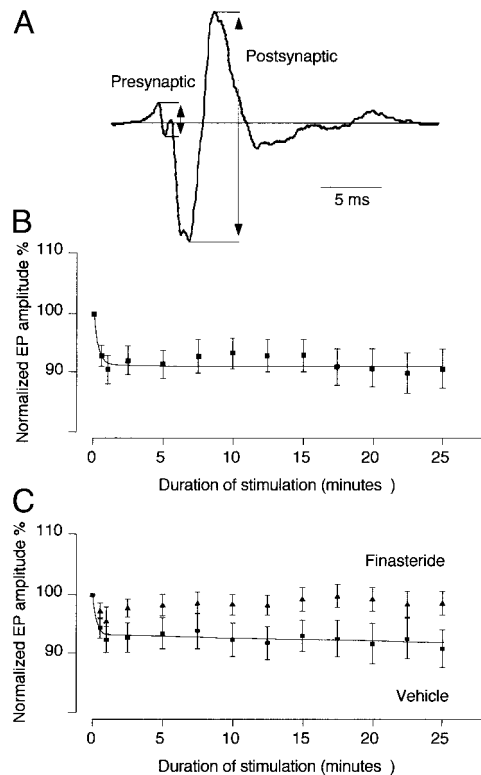 A
Presynaptic
Postsynaptic
5 ms
B
Normalized EP amplitude %
110
100
90
0 5 10 15 20 25
Duration of stimulation (minutes )
C
Normalized EP amplitude %
110
100
90
Finasteride
Vehicle
0 5 10 15 20 25
Duration of stimulation (minutes )